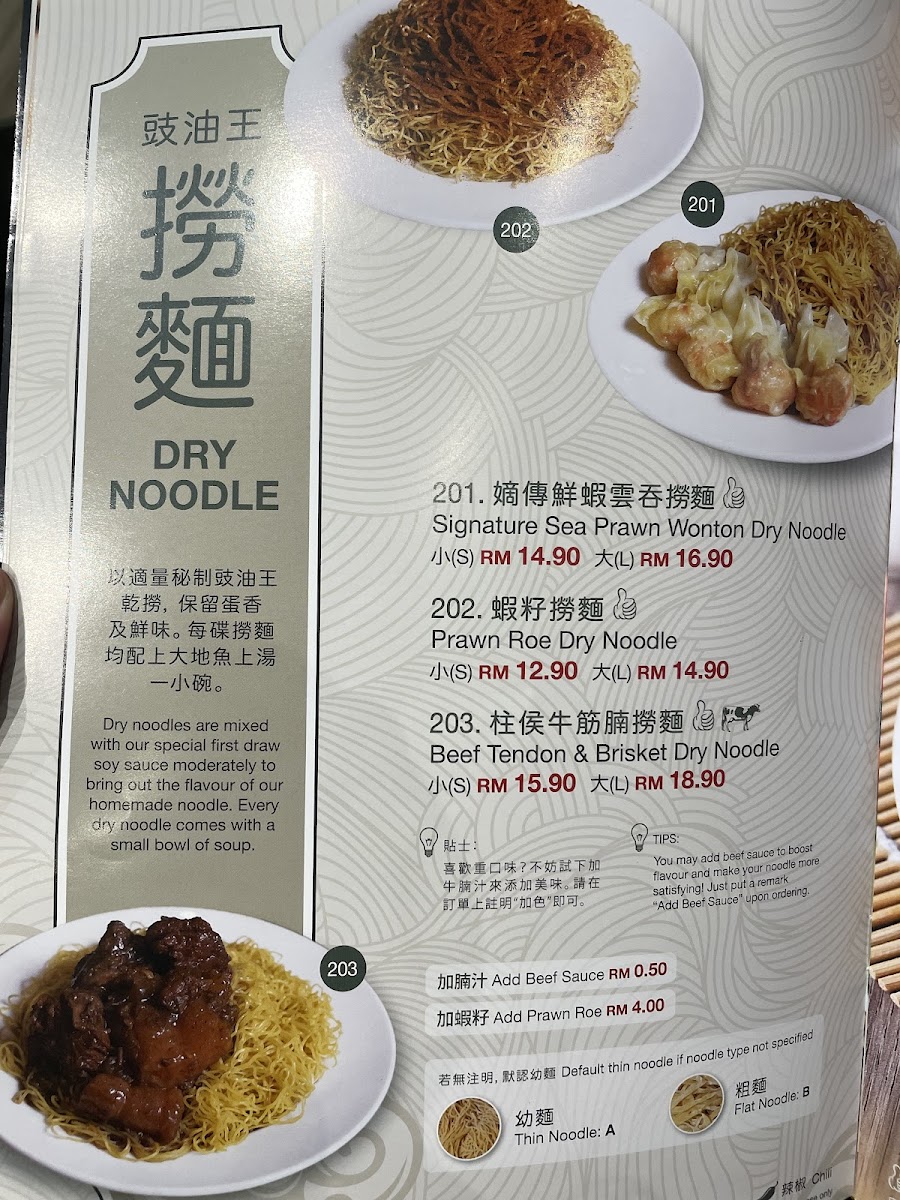 豉油王
撈
麵
DRY
NOODLE
以適量秘制豉油王
乾撈, 保留蛋香
及鮮味。每碟撈麵
均配上大地魚上湯
一小碗。
Dry noodles are mixed
with our special first draw
soy sauce moderately to
bring out the flavour of our
homemade noodle. Every
dry noodle comes with a
small bowl of soup.
202
201
201. 嫡傳鮮蝦雲吞撈麵
Signature Sea Prawn Wonton Dry Noodle
小(S) RM 14.90 大(L) RM 16.90
202. 蝦籽撈麵
Prawn Roe Dry Noodle
小(S) RM 12.90 大(L) RM 14.90
203. 柱侯牛筋腩撈麵
Beef Tendon & Brisket Dry Noodle
小(S) RM 15.90 大(L) RM 18.90
貼士:
喜歡重口味?不妨試下加
牛腩汁來添加美味。請在
訂單上註明“加色”即可。
TIPS:
You may add beef sauce to boost
flavour and make your noodle more
satisfying! Just put a remark
“Add Beef Sauce” upon ordering.
203
加腩汁 Add Beef Sauce RM 0.50
加蝦籽 Add Prawn Roe RM 4.00
若無注明, 默認幼麵 Default thin noodle if noodle type not specified
幼麵
Thin Noodle: A
粗麵
Flat Noodle: B
辣椒 Chili
only